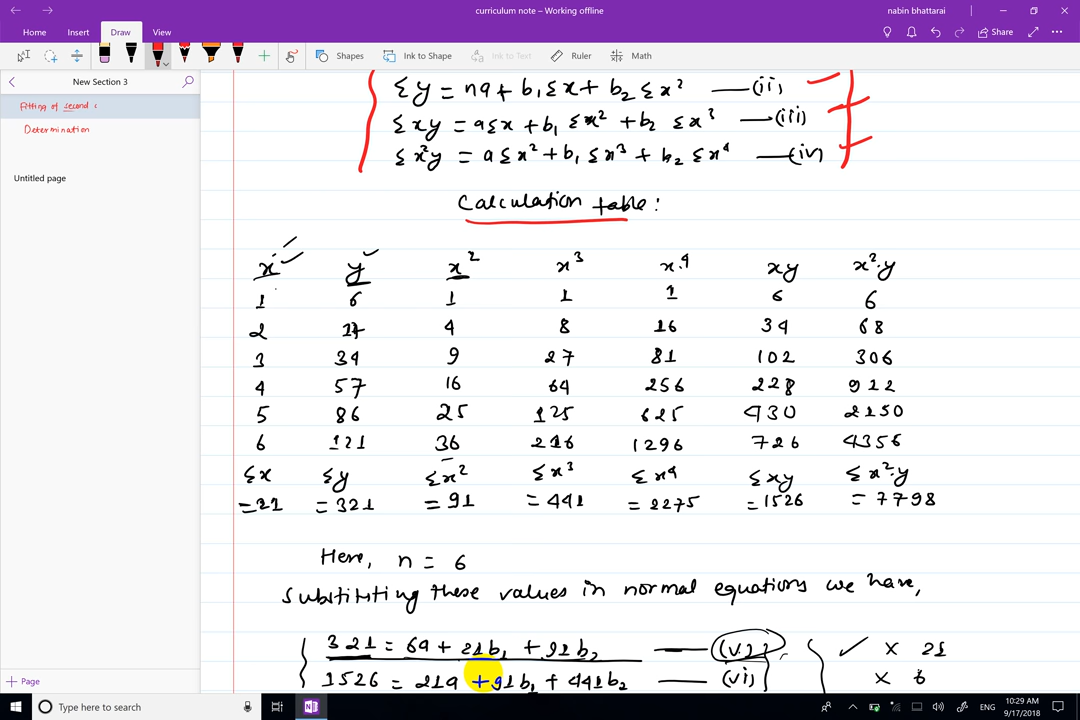 curriculum note – Working offline
nabin bhattarai
Home Insert Draw View
Share
Shapes Ink to Shape Ink to Text Ruler Math
New Section 3
Fitting of second
Determination
Untitled page
Σy = na + b₁Σx + b₂Σx² —(ii)
Σxy = aΣx + b₁Σx² + b₂Σx³ —(iii)
Σx²y = aΣx² + b₁Σx³ + b₂Σx⁴ —(iv)
Calculation table:
x y x² x³ x⁴ xy x²·y
1 6 1 1 1 6 6
2 17 4 8 16 34 68
3 34 9 27 81 102 306
4 57 16 64 256 228 912
5 86 25 125 625 430 2150
6 121 36 216 1296 726 4356
Σx Σy Σx² Σx³ Σx⁴ Σxy Σx²·y
=21 =321 =91 =441 =2275 =1526 =7798
Here, n = 6
Substituting these values in normal equations we have,
321 = 6a + 21b₁ + 91b₂ —(v) × 21
1526 = 21a + 91b₁ + 441b₂ —(vi) × 6
+ Page
Type here to search
ENG
10:29 AM
9/17/2018